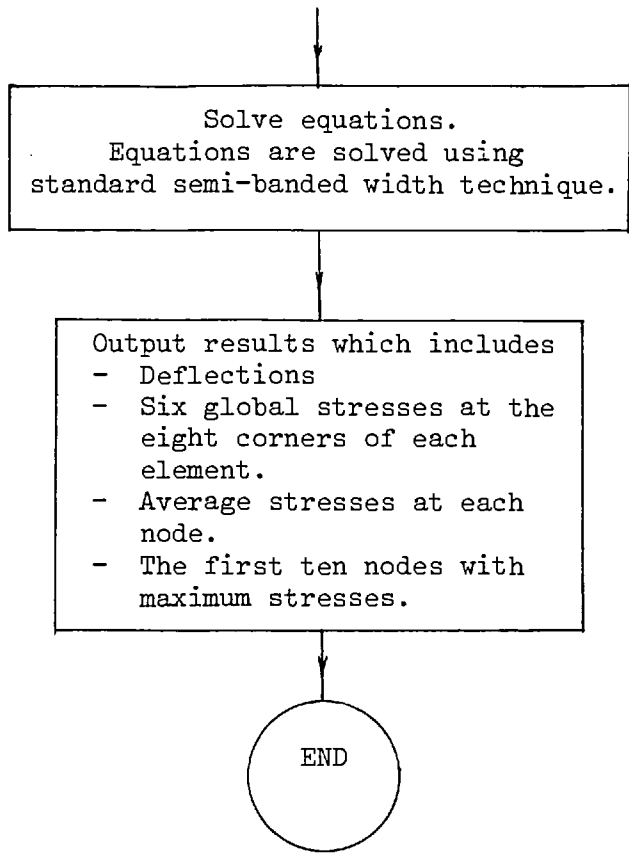 Solve equations.
Equations are solved using
standard semi-banded width technique.
Output results which includes
- Deflections
- Six global stresses at the
eight corners of each
element.
- Average stresses at each
node.
- The first ten nodes with
maximum stresses.
END